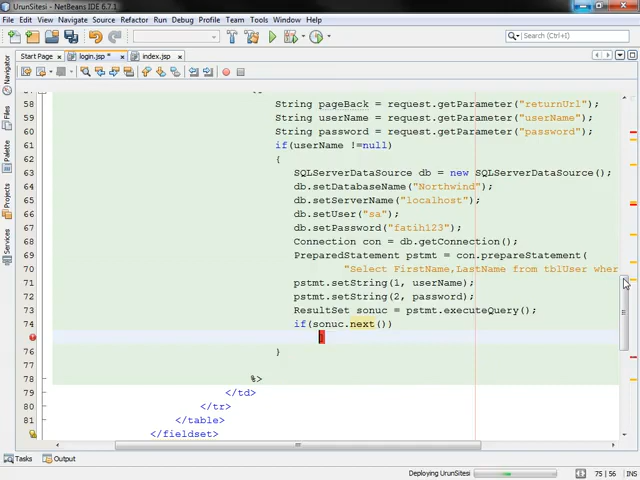 UrunSitesi - NetBeans IDE 6.7.1
File Edit View Navigate Source Refactor Run Debug Profile Team Tools Window Help
Search (Ctrl+I)
Start Page login.jsp * index.jsp
Navigator
Files
Palette
Projects
Services
58 String pageBack = request.getParameter("returnUrl");
59 String userName = request.getParameter("userName");
60 String password = request.getParameter("password");
61 if(userName !=null)
62 {
63 SQLServerDataSource db = new SQLServerDataSource();
64 db.setDatabaseName("Northwind");
65 db.setServerName("localhost");
66 db.setUser("sa");
67 db.setPassword("fatih123");
68 Connection con = db.getConnection();
69 PreparedStatement pstmt = con.prepareStatement(
70 "Select FirstName,LastName from tblUser wher
71 pstmt.setString(1, userName);
72 pstmt.setString(2, password);
73 ResultSet sonuc = pstmt.executeQuery();
74 if(sonuc.next())
76 }
78 %>
79 </td>
80 </tr>
81 </table>
</fieldset>
Tasks Output
Deploying UrunSitesi 75 | 56 INS